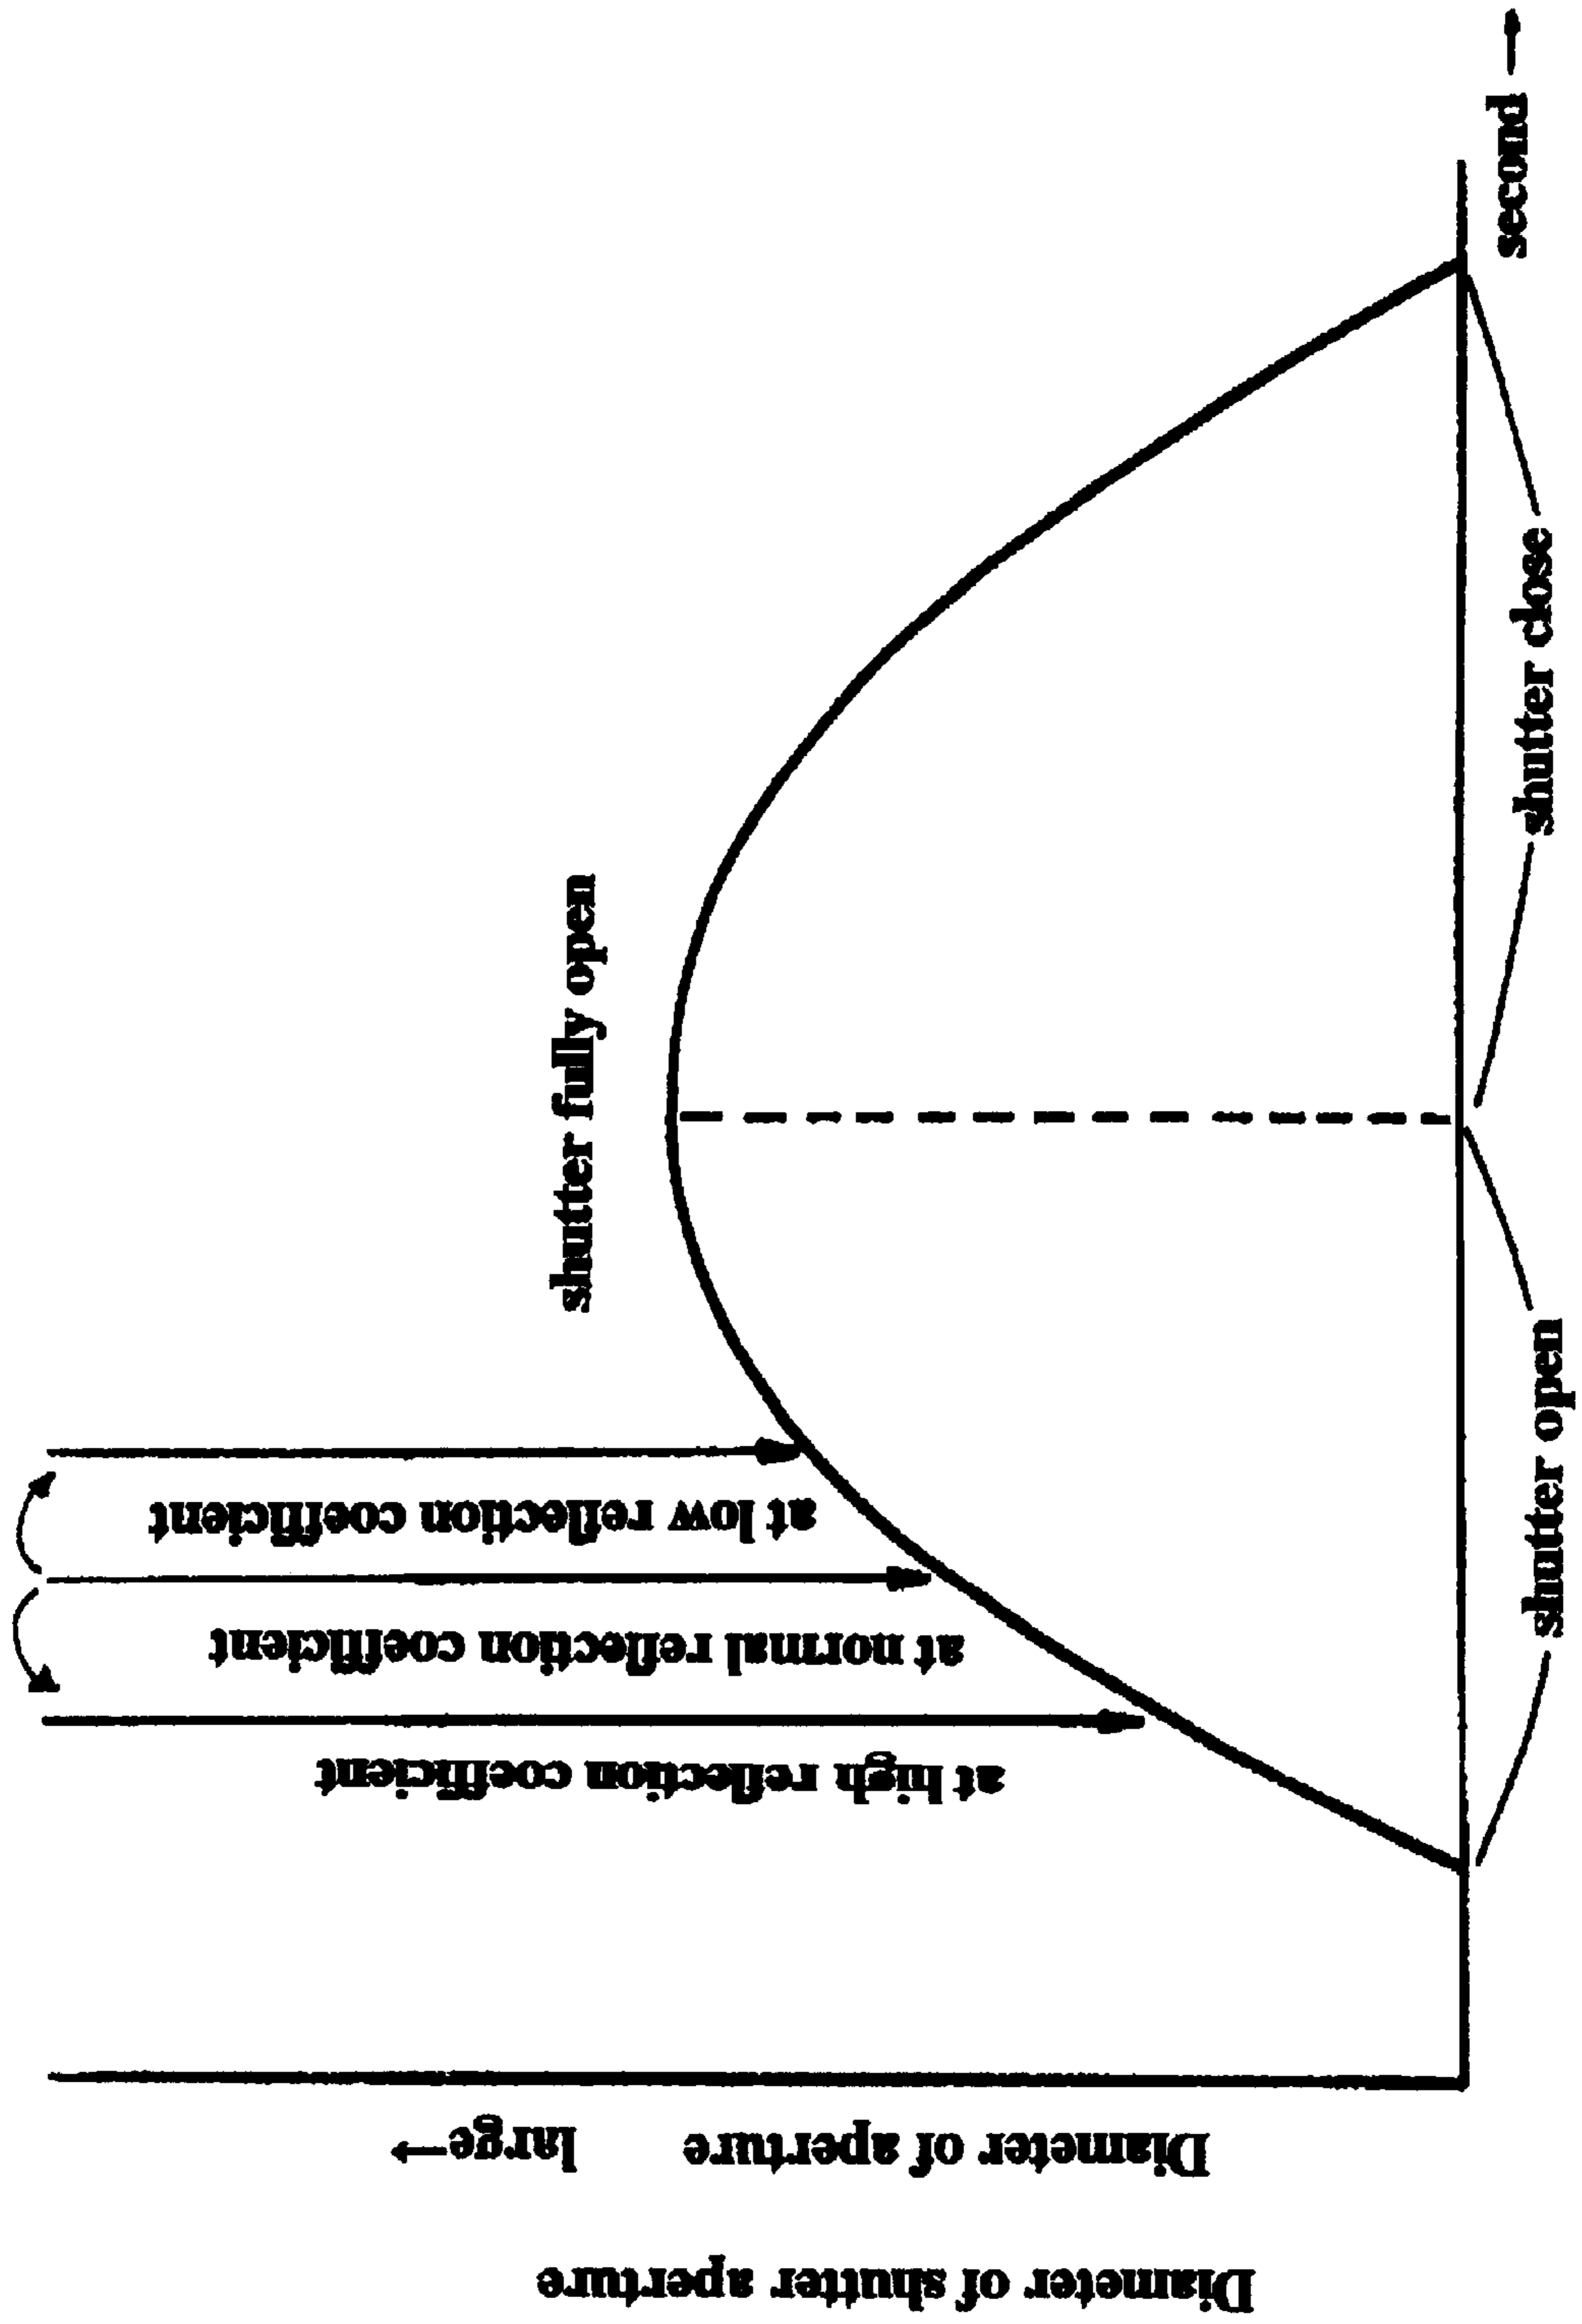 Diameter of shutter aperture
Diameter of aperture large→
at high reflection coefficient
at normal reflection coefficient
at low reflection coefficient
shutter fully open
shutter open
shutter close
second →